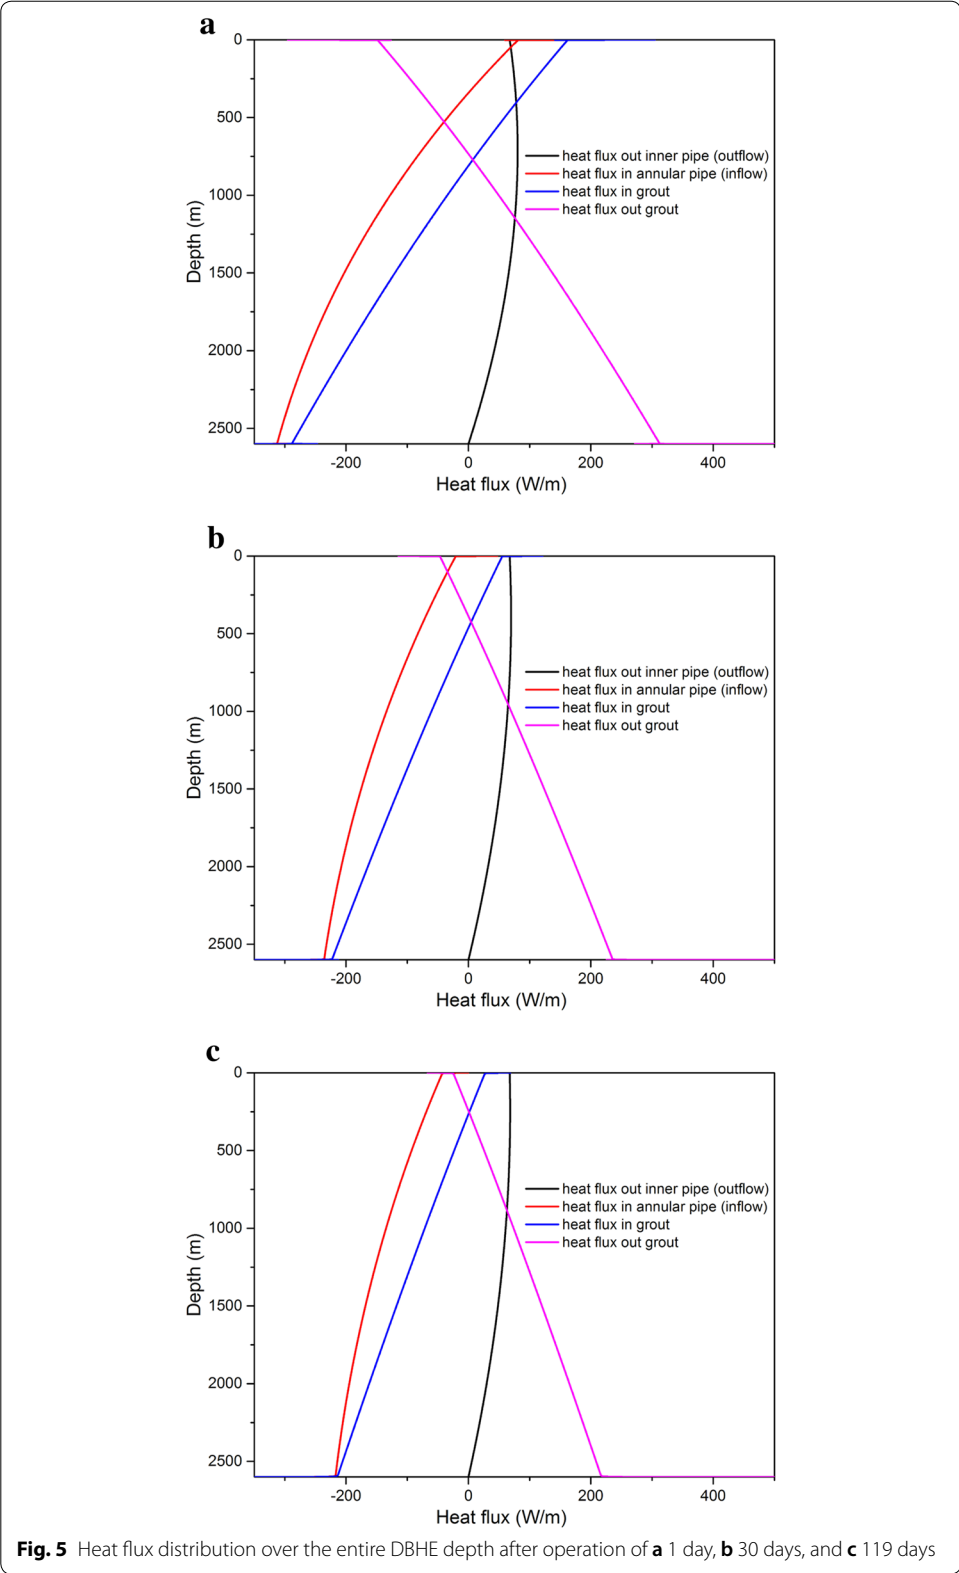 a
0
500
1000
1500
2000
2500
Depth (m)
heat flux out inner pipe (outflow)
heat flux in annular pipe (inflow)
heat flux in grout
heat flux out grout
-200 0 200 400
Heat flux (W/m)
b
0
500
1000
1500
2000
2500
Depth (m)
heat flux out inner pipe (outflow)
heat flux in annular pipe (inflow)
heat flux in grout
heat flux out grout
-200 0 200 400
Heat flux (W/m)
c
0
500
1000
1500
2000
2500
Depth (m)
heat flux out inner pipe (outflow)
heat flux in annular pipe (inflow)
heat flux in grout
heat flux out grout
-200 0 200 400
Heat flux (W/m)
Fig. 5 Heat flux distribution over the entire DBHE depth after operation of a 1 day, b 30 days, and c 119 days